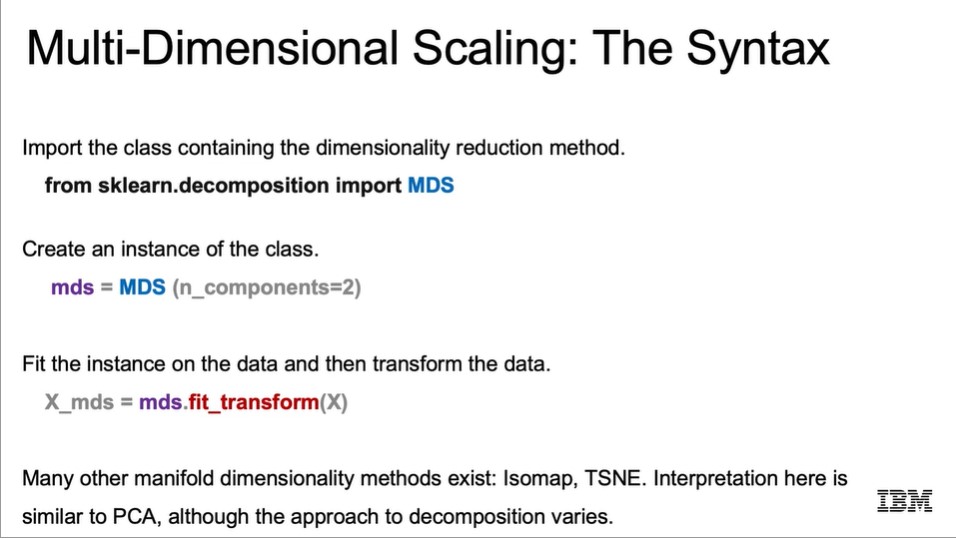 Multi-Dimensional Scaling: The Syntax
Import the class containing the dimensionality reduction method.
from sklearn.decomposition import MDS
Create an instance of the class.
mds = MDS (n_components=2)
Fit the instance on the data and then transform the data.
X_mds = mds.fit_transform(X)
Many other manifold dimensionality methods exist: Isomap, TSNE. Interpretation here is
similar to PCA, although the approach to decomposition varies.
IBM